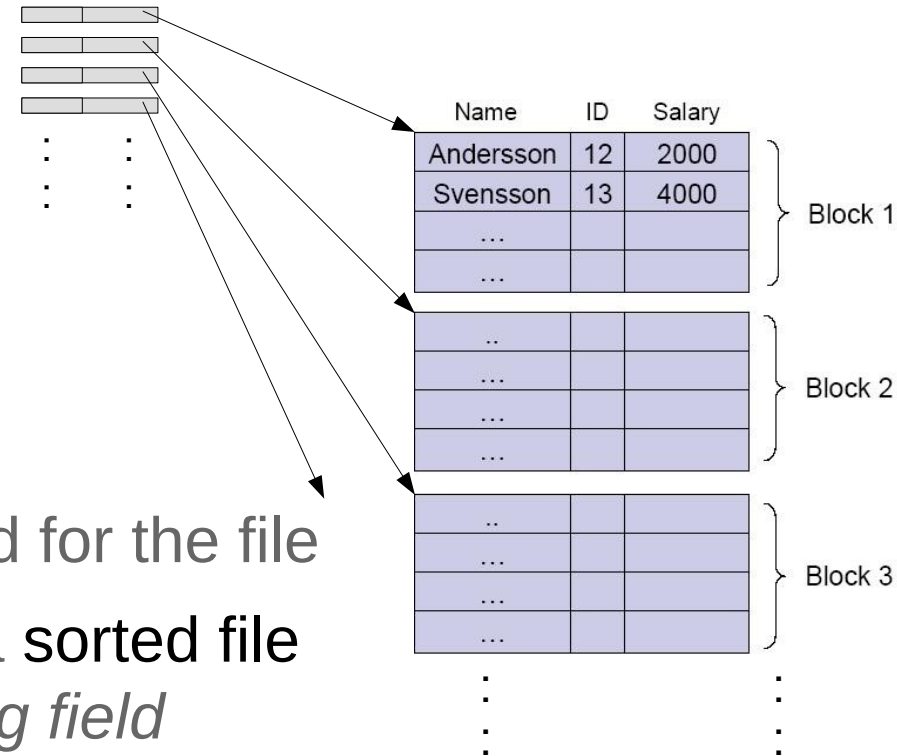 Name ID Salary
Andersson 12 2000
Svensson 13 4000
...
...
Block 1
..
...
...
...
Block 2
..
...
...
...
Block 3
for the file
sorted file
field